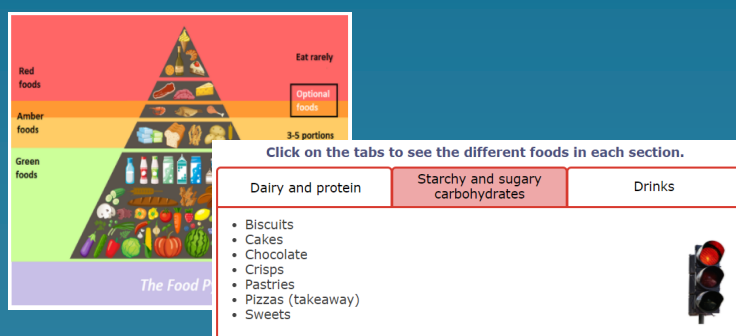 Eat rarely
Red
foods
Optional
foods
Amber
foods
3-5 portions
Green
foods
The Food P
Click on the tabs to see the different foods in each section.
Dairy and protein
Starchy and sugary
carbohydrates
Drinks
• Biscuits
• Cakes
• Chocolate
• Crisps
• Pastries
• Pizzas (takeaway)
• Sweets